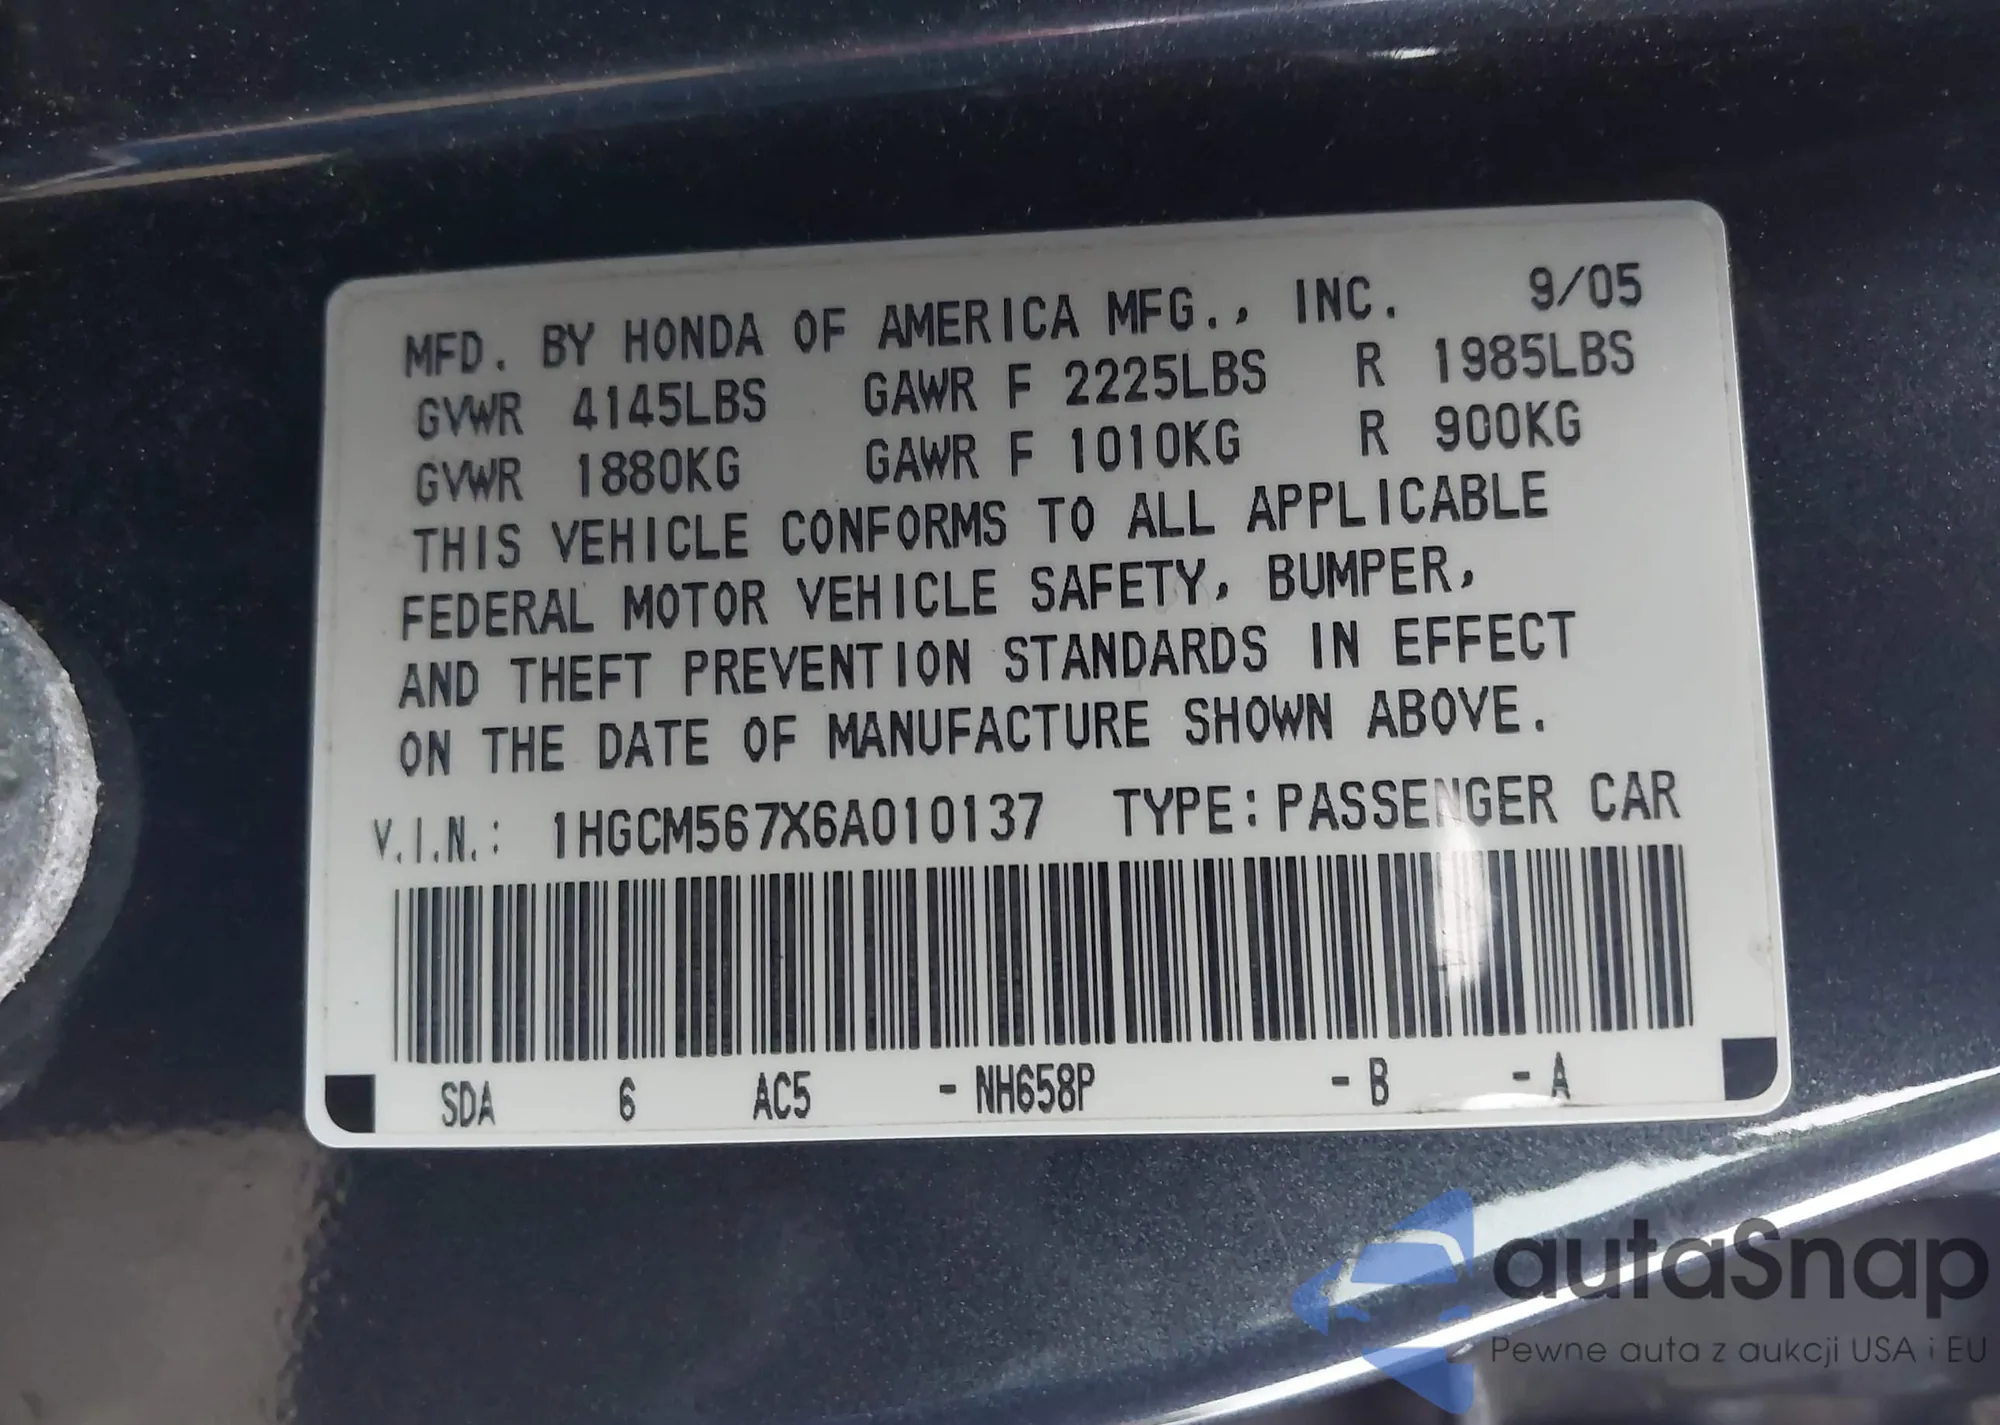 MFD. BY HONDA OF AMERICA MFG., INC. 9/05
GVWR 4145LBS GAWR F 2225LBS R 1985LBS
GVWR 1880KG GAWR F 1010KG R 900KG
THIS VEHICLE CONFORMS TO ALL APPLICABLE
FEDERAL MOTOR VEHICLE SAFETY, BUMPER,
AND THEFT PREVENTION STANDARDS IN EFFECT
ON THE DATE OF MANUFACTURE SHOWN ABOVE.
V.I.N.: 1HGCM567X6A010137 TYPE: PASSENGER CAR
SDA 6 AC5 - NH658P - B - A
autaSnap
Pewne auta z aukcji USA i EU